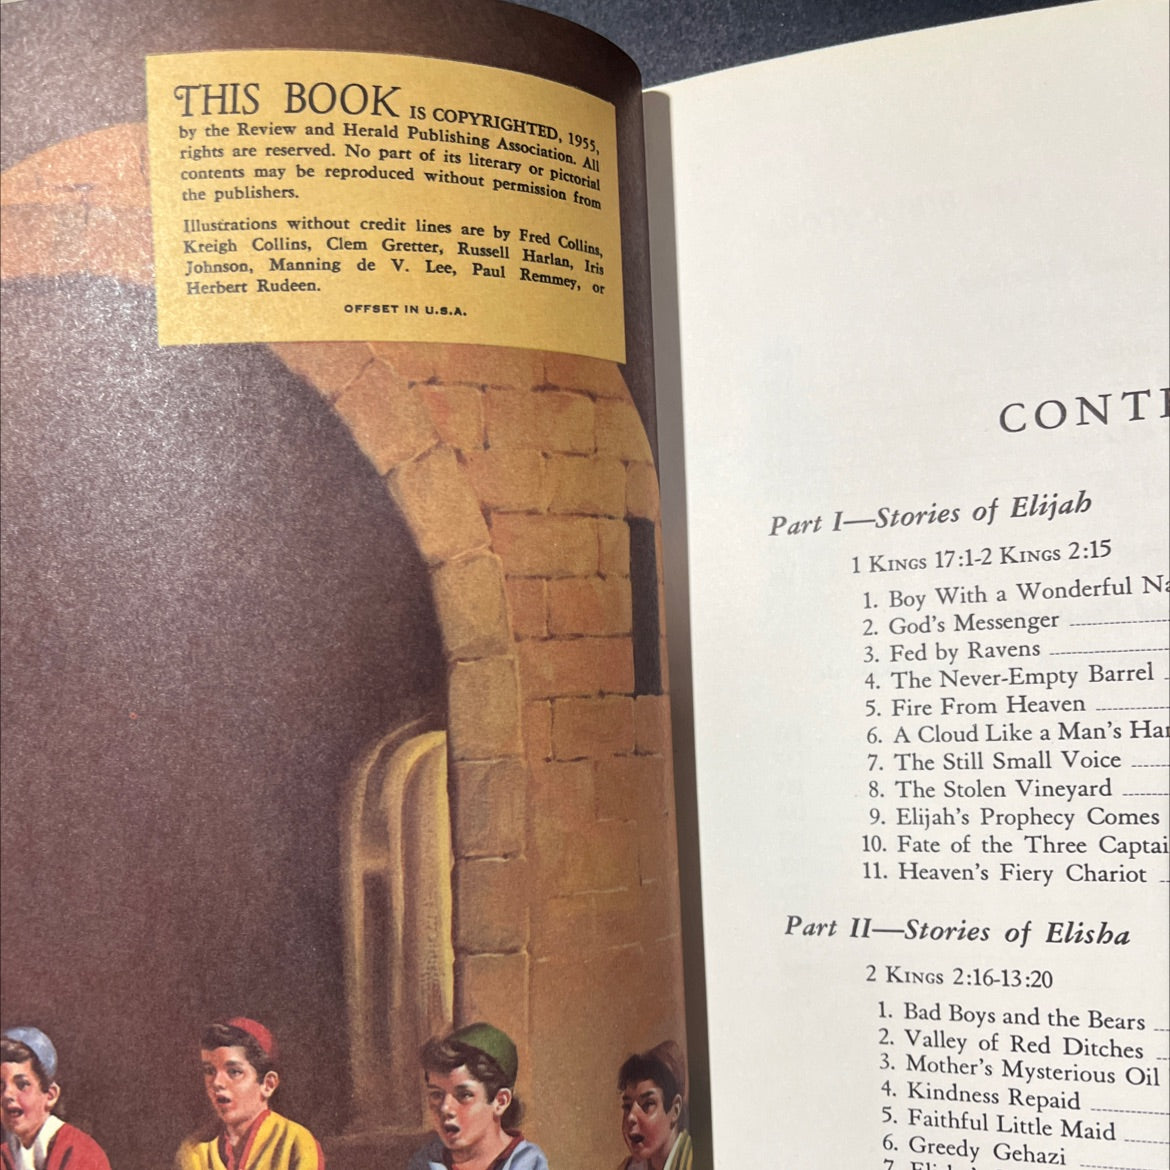 THIS BOOK IS COPYRIGHTED, 1955,
by the Review and Herald Publishing Association. All
rights are reserved. No part of its literary or pictorial
contents may be reproduced without permission from
the publishers.
Illustrations without credit lines are by Fred Collins,
Kreigh Collins, Clem Gretter, Russell Harlan, Iris
Johnson, Manning de V. Lee, Paul Remmey, or
Herbert Rudeen.
OFFSET IN U.S.A.
CONT
Part I—Stories of Elijah
1 KINGS 17:1-2 KINGS 2:15
1. Boy With a Wonderful Na
2. God's Messenger
3. Fed by Ravens
4. The Never-Empty Barrel
5. Fire From Heaven
6. A Cloud Like a Man's Han
7. The Still Small Voice
8. The Stolen Vineyard
9. Elijah's Prophecy Comes
10. Fate of the Three Captai
11. Heaven's Fiery Chariot
Part II—Stories of Elisha
2 KINGS 2:16-13:20
1. Bad Boys and the Bears
2. Valley of Red Ditches
3. Mother's Mysterious Oil
4. Kindness Repaid
5. Faithful Little Maid
6. Greedy Gehazi
7.